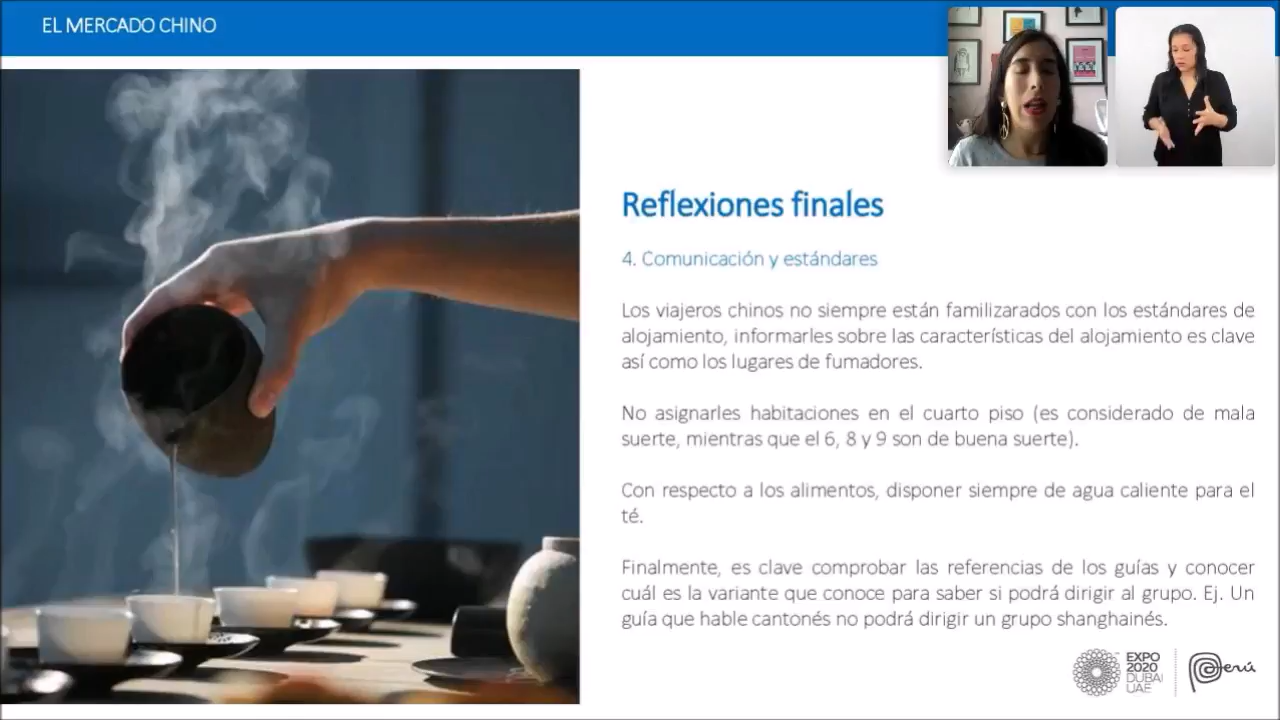 EL MERCADO CHINO
Reflexiones finales
4. Comunicación y estándares
Los viajeros chinos no siempre están familizarados con los estándares de
alojamiento, informarles sobre las características del alojamiento es clave
así como los lugares de fumadores.
No asignarles habitaciones en el cuarto piso (es considerado de mala
suerte, mientras que el 6, 8 y 9 son de buena suerte).
Con respecto a los alimentos, disponer siempre de agua caliente para el
té.
Finalmente, es clave comprobar las referencias de los guías y conocer
cuál es la variante que conoce para saber si podrá dirigir al grupo. Ej. Un
guía que hable cantonés no podrá dirigir un grupo shanghainés.
EXPO
2020
DUBAI
UAE
Perú